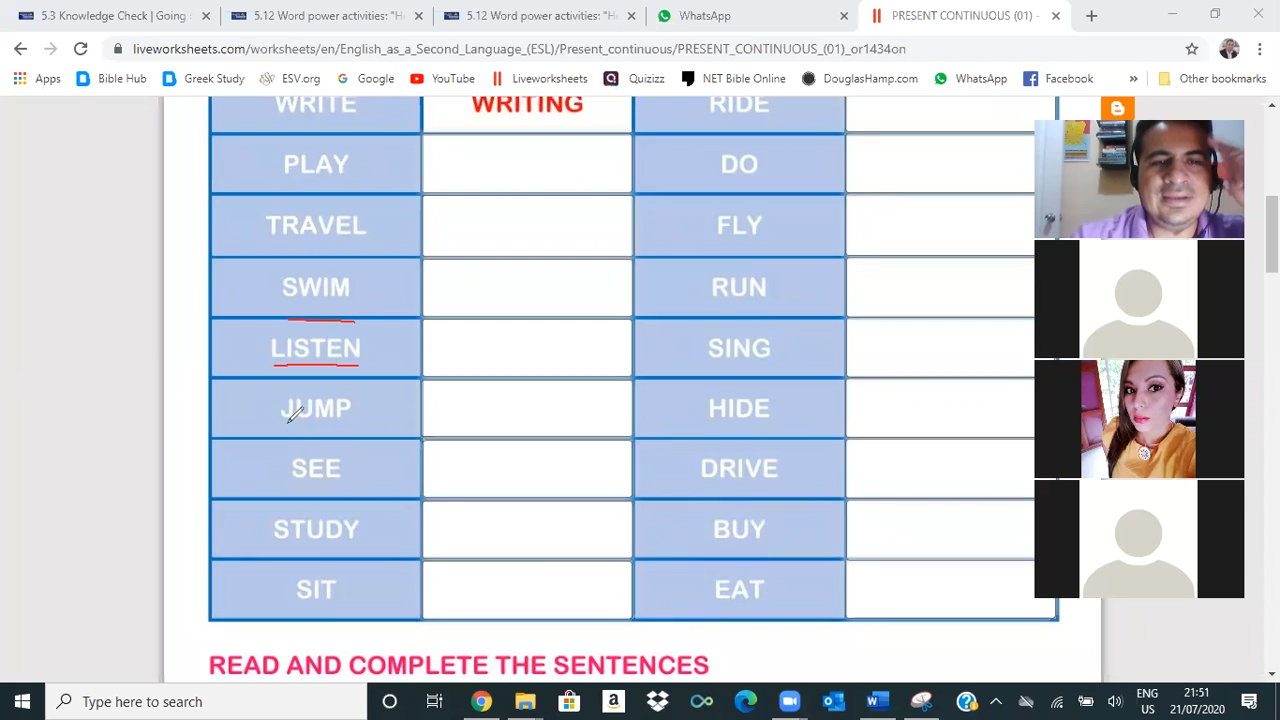 5.3 Knowledge Check | Going
5.12 Word power activities: "Ha
5.12 Word power activities: "Ha
WhatsApp
PRESENT CONTINUOUS (01) -
liveworksheets.com/worksheets/en/English_as_a_Second_Language_(ESL)/Present_continuous/PRESENT_CONTINUOUS_(01)_or1434on
Apps
Bible Hub
Greek Study
ESV.org
Google
YouTube
Liveworksheets
Quizizz
NET Bible Online
DouglasHamp.com
WhatsApp
Facebook
»
Other bookmarks
WRITE WRITING RIDE
PLAY DO
TRAVEL FLY
SWIM RUN
LISTEN SING
JUMP HIDE
SEE DRIVE
STUDY BUY
SIT EAT
READ AND COMPLETE THE SENTENCES
Type here to search
ENG
US
21:51
21/07/2020